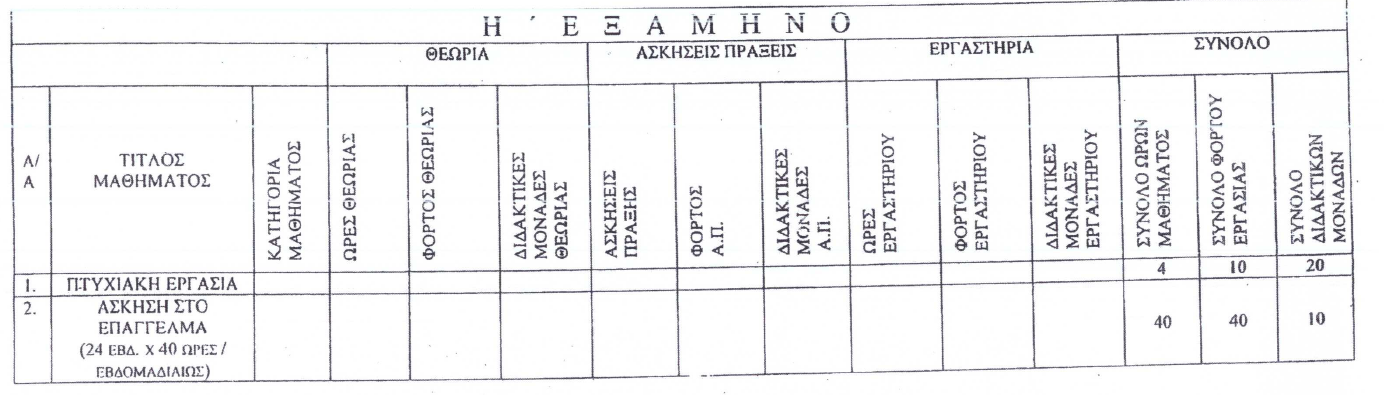 Η ΄ Ε Ξ Α Μ Η Ν Ο
ΘΕΩΡΙΑ ΑΣΚΗΣΕΙΣ ΠΡΑΞΕΙΣ ΕΡΓΑΣΤΗΡΙΑ ΣΥΝΟΛΟ
Α/
Α
ΤΙΤΛΟΣ
ΜΑΘΗΜΑΤΟΣ
ΚΑΤΗΓΟΡΙΑ
ΜΑΘΗΜΑΤΟΣ
ΩΡΕΣ ΘΕΩΡΙΑΣ
ΦΟΡΤΟΣ ΘΕΩΡΙΑΣ
ΔΙΔΑΚΤΙΚΕΣ
ΜΟΝΑΔΕΣ
ΘΕΩΡΙΑΣ
ΑΣΚΗΣΕΙΣ
ΠΡΑΞΗΣ
ΦΟΡΤΟΣ
Α.Π.
ΔΙΔΑΚΤΙΚΕΣ
ΜΟΝΑΔΕΣ
Α.Π.
ΩΡΕΣ
ΕΡΓΑΣΤΗΡΙΟΥ
ΦΟΡΤΟΣ
ΕΡΓΑΣΤΗΡΙΟΥ
ΔΙΔΑΚΤΙΚΕΣ
ΜΟΝΑΔΕΣ
ΕΡΓΑΣΤΗΡΙΟΥ
ΣΥΝΟΛΟ ΩΡΩΝ
ΜΑΘΗΜΑΤΟΣ
ΣΥΝΟΛΟ ΦΟΡΤΟΥ
ΕΡΓΑΣΙΑΣ
ΣΥΝΟΛΟ
ΔΙΔΑΚΤΙΚΩΝ
ΜΟΝΑΔΩΝ
1. ΠΤΥΧΙΑΚΗ ΕΡΓΑΣΙΑ 4 10 20
2. ΑΣΚΗΣΗ ΣΤΟ
ΕΠΑΓΓΕΛΜΑ
(24 ΕΒΔ. Χ 40 ΩΡΕΣ /
ΕΒΔΟΜΑΔΙΑΙΩΣ)
40 40 10